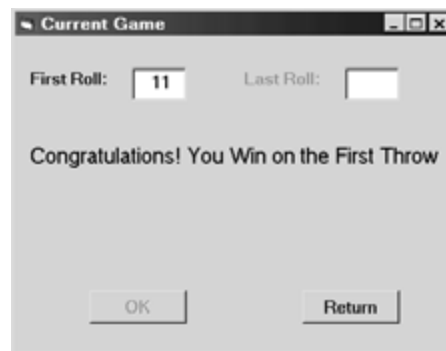 Current Game
First Roll: 11 Last Roll:
Congratulations! You Win on the First Throw
OK Return